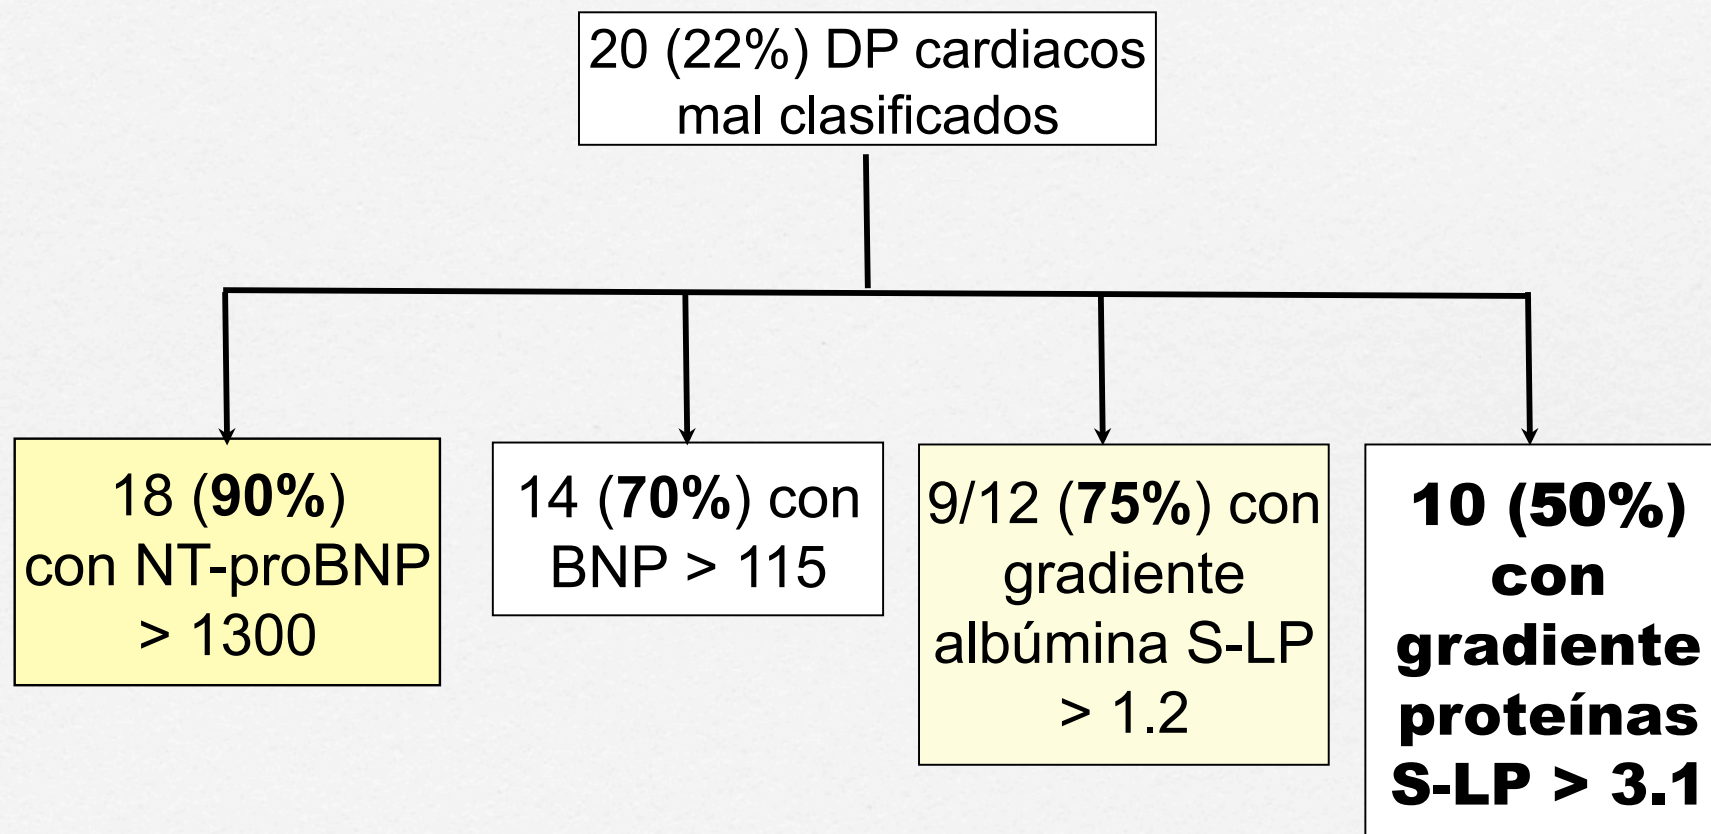 20 (22%) DP cardiacos
mal clasificados
18 (90%)
con NT-proBNP
> 1300
14 (70%) con
BNP > 115
9/12 (75%) con
gradiente
albúmina S-LP
> 1.2
10 (50%)
con
gradiente
proteínas
S-LP > 3.1